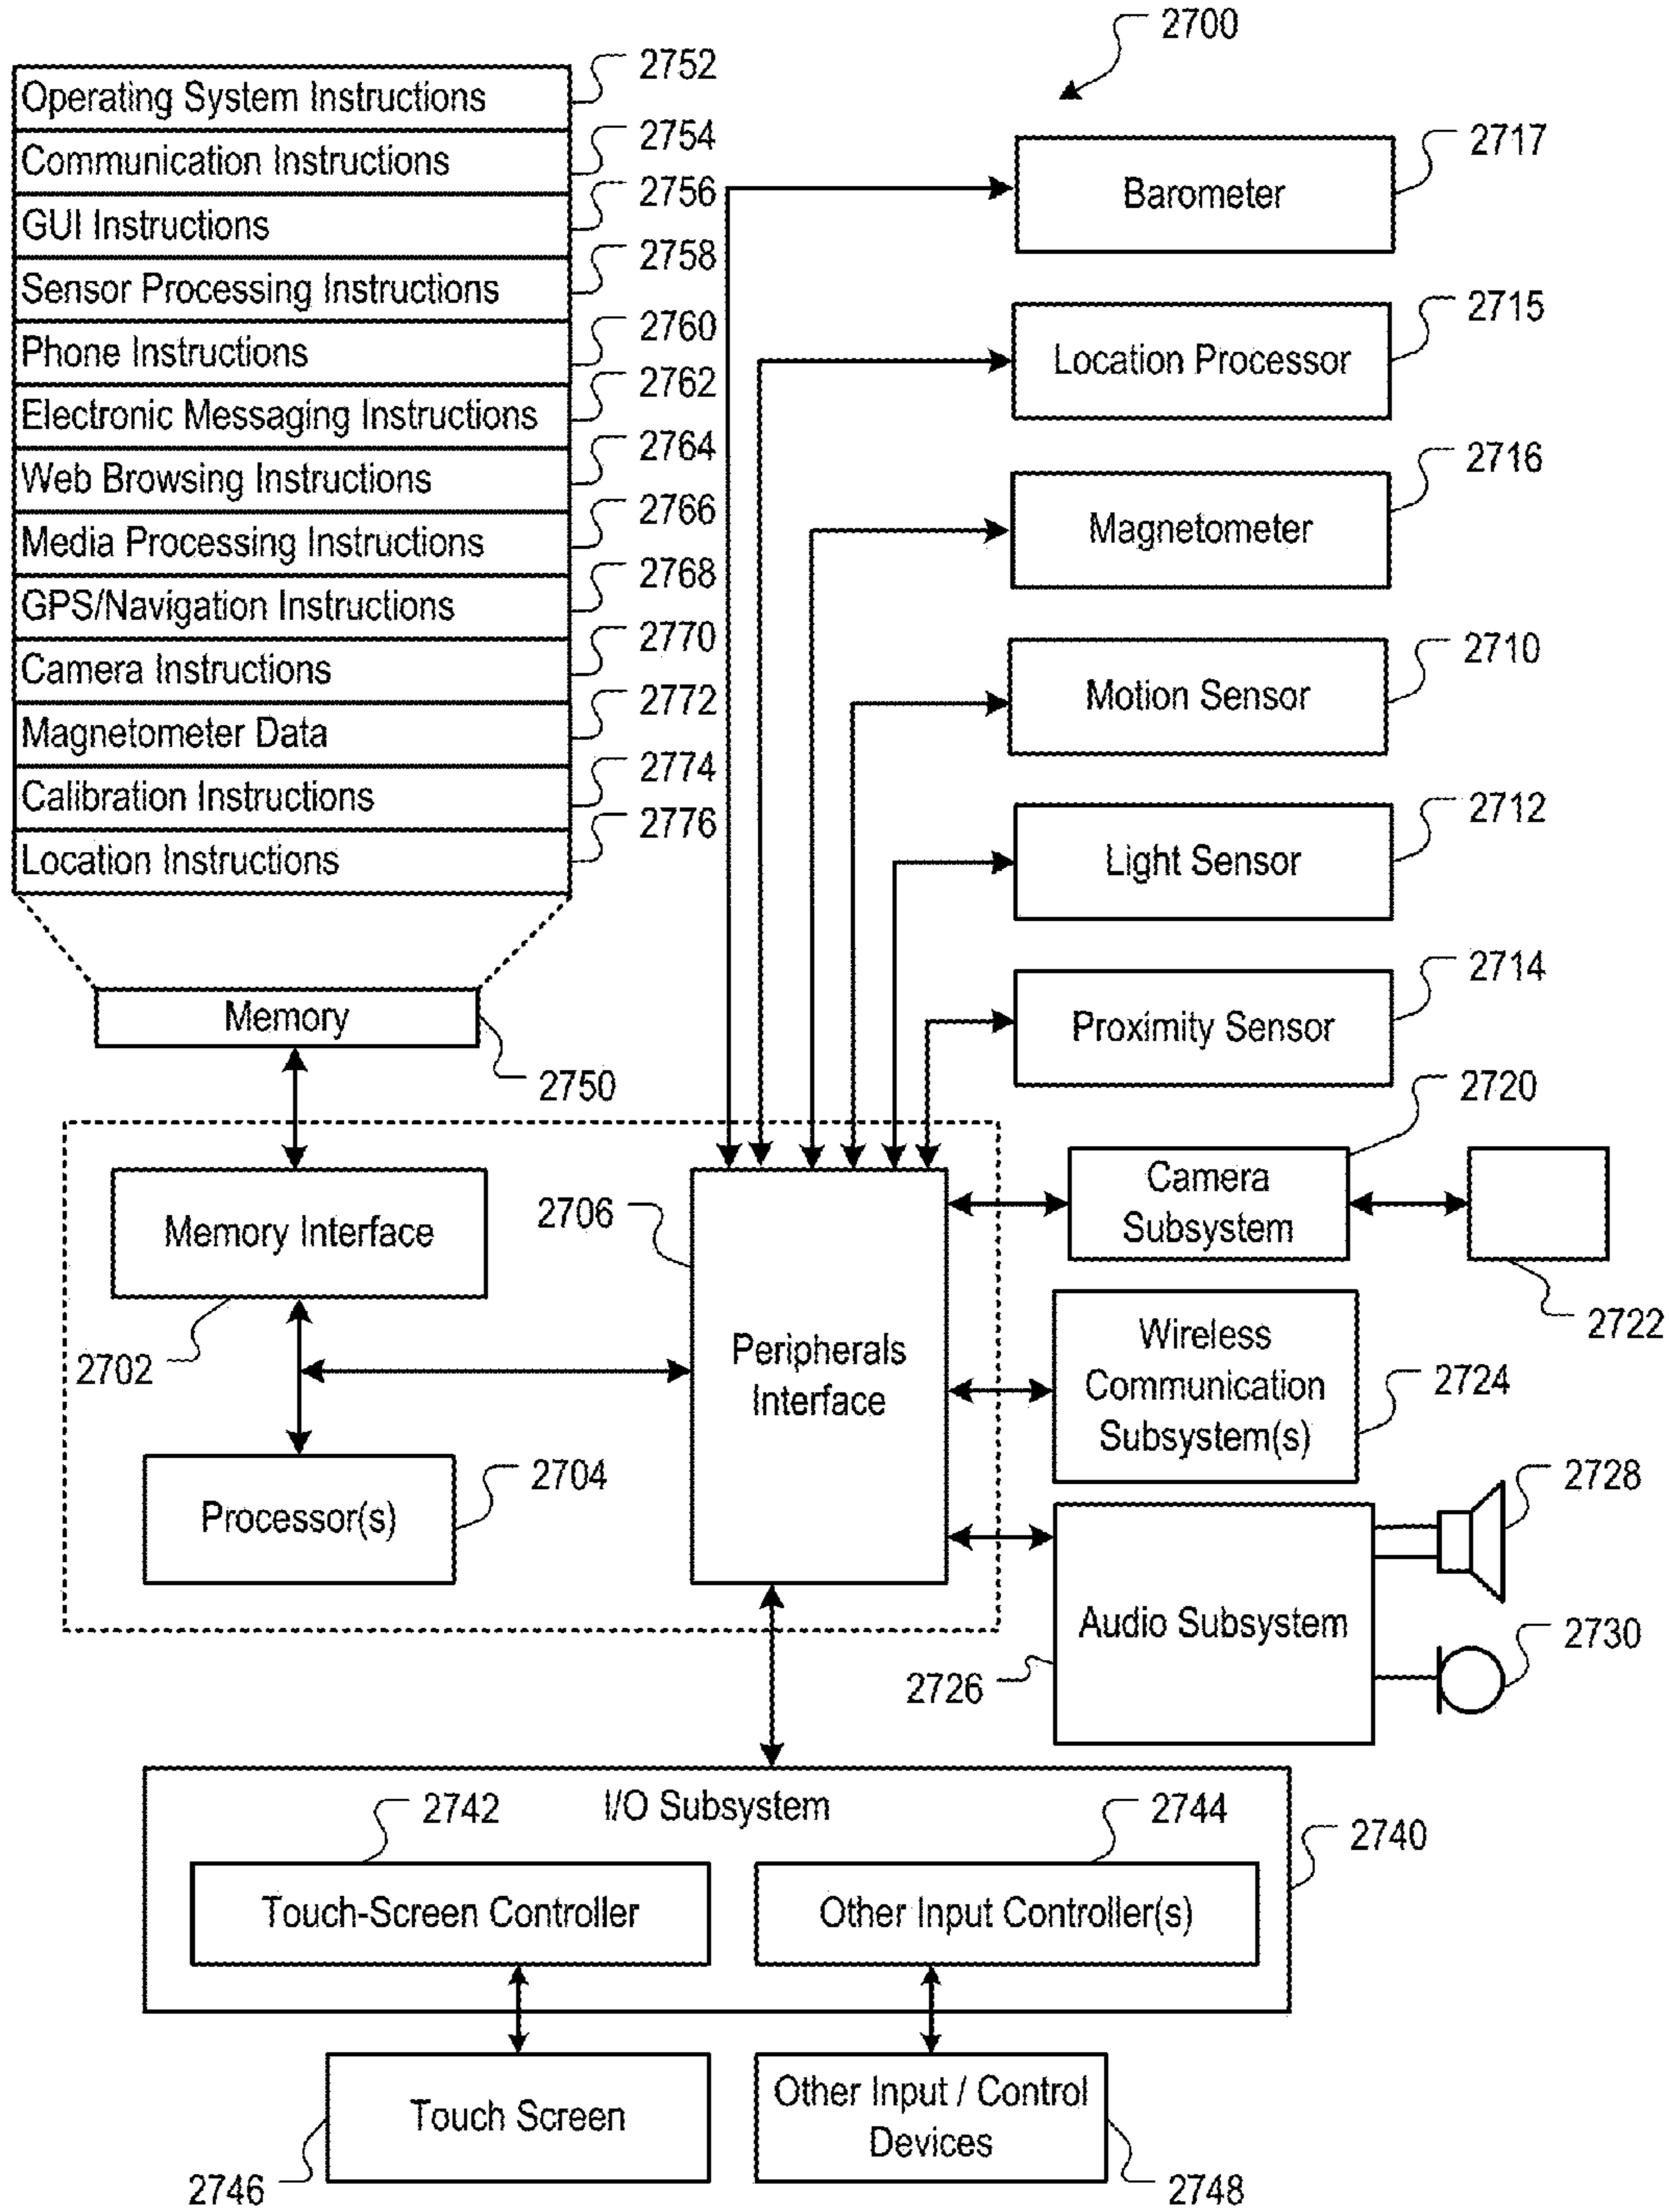 2700
Operating System Instructions
2752
Communication Instructions
2754
GUI Instructions
2756
Sensor Processing Instructions
2758
Phone Instructions
2760
Electronic Messaging Instructions
2762
Web Browsing Instructions
2764
Media Processing Instructions
2766
GPS/Navigation Instructions
2768
Camera Instructions
2770
Magnetometer Data
2772
Calibration Instructions
2774
Location Instructions
2776
Memory
2750
Barometer
2717
Location Processor
2715
Magnetometer
2716
Motion Sensor
2710
Light Sensor
2712
Proximity Sensor
2714
Memory Interface
2702
Processor(s)
2704
2706
Peripherals
Interface
Camera
Subsystem
2720
2722
Wireless
Communication
Subsystem(s)
2724
Audio Subsystem
2726
2728
2730
I/O Subsystem
2740
2742
Touch-Screen Controller
2744
Other Input Controller(s)
Touch Screen
2746
Other Input / Control
Devices
2748